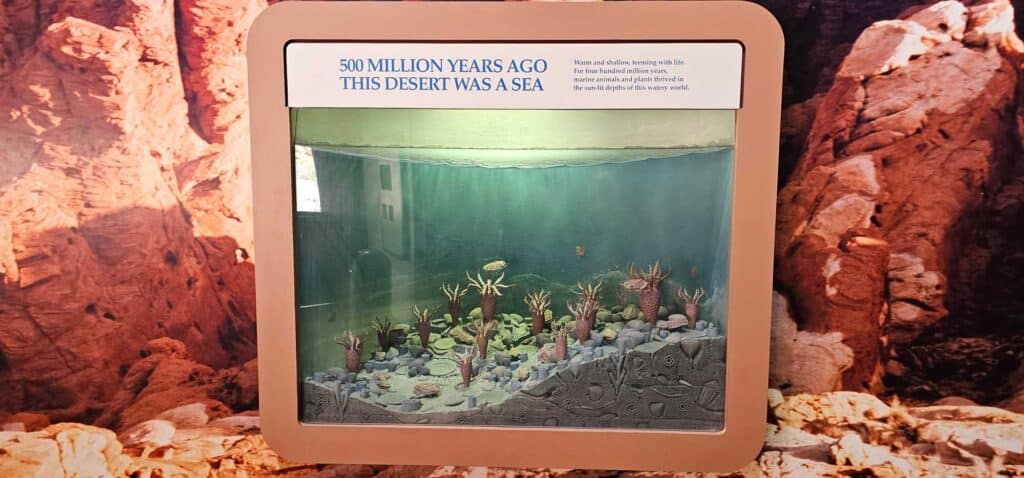 500 MILLION YEARS AGO
THIS DESERT WAS A SEA
Warm and shallow, teeming with life.
For four hundred million years,
marine animals and plants thrived in
the sun-lit depths of this watery world.